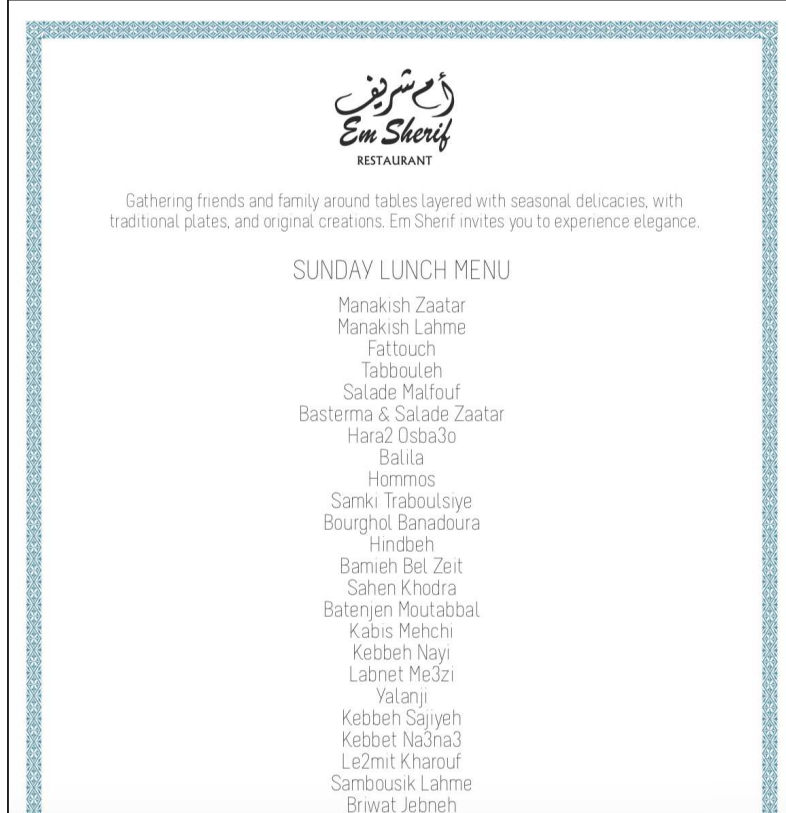 أم شريف
Em Sherif
RESTAURANT
Gathering friends and family around tables layered with seasonal delicacies, with
traditional plates, and original creations. Em Sherif invites you to experience elegance.
SUNDAY LUNCH MENU
Manakish Zaatar
Manakish Lahme
Fattouch
Tabbouleh
Salade Malfouf
Basterma & Salade Zaatar
Hara2 Osba3o
Balila
Hommos
Samki Traboulsiye
Bourghol Banadoura
Hindbeh
Bamieh Bel Zeit
Sahen Khodra
Batenjen Moutabbal
Kabis Mehchi
Kebbeh Nayi
Labnet Me3zi
Yalanji
Kebbeh Sajiyeh
Kebbet Na3na3
Le2mit Kharouf
Sambousik Lahme
Briwat Jebneh